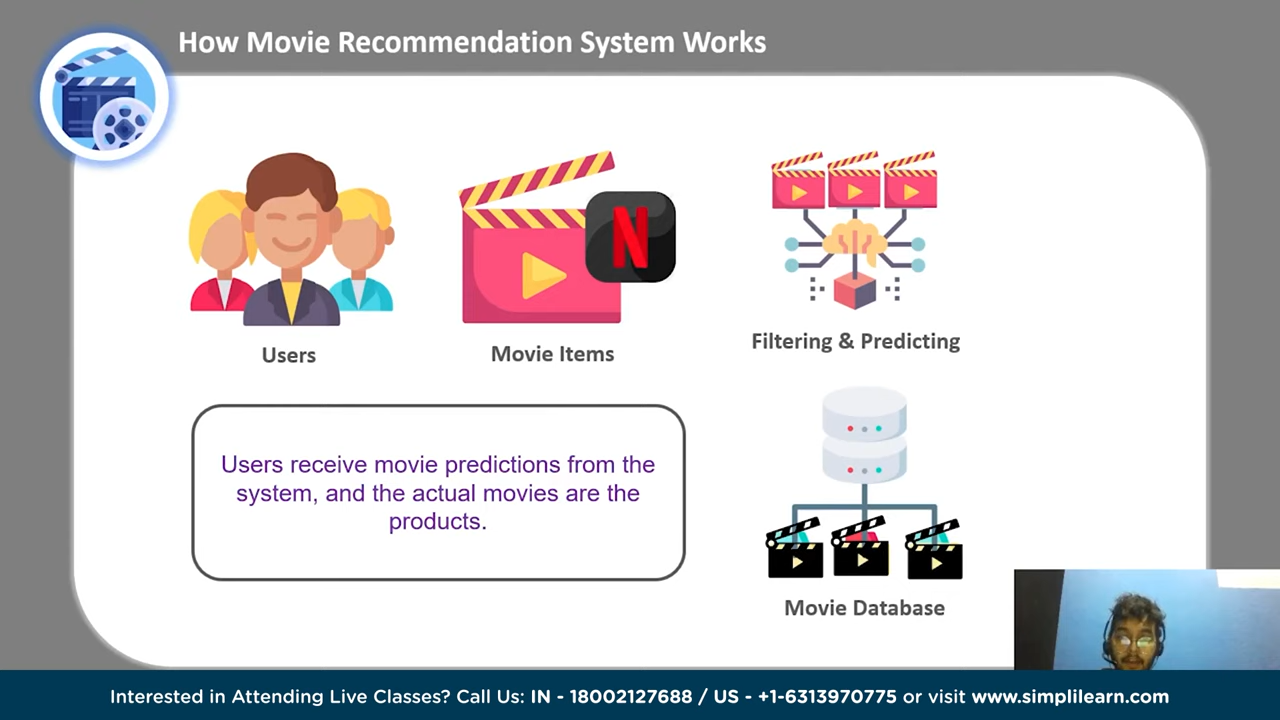 How Movie Recommendation System Works
N
Users
Movie Items
Filtering & Predicting
Users receive movie predictions from the
system, and the actual movies are the
products.
Movie Database
Interested in Attending Live Classes? Call Us: IN - 18002127688 / US - +1-6313970775 or visit www.simplilearn.com